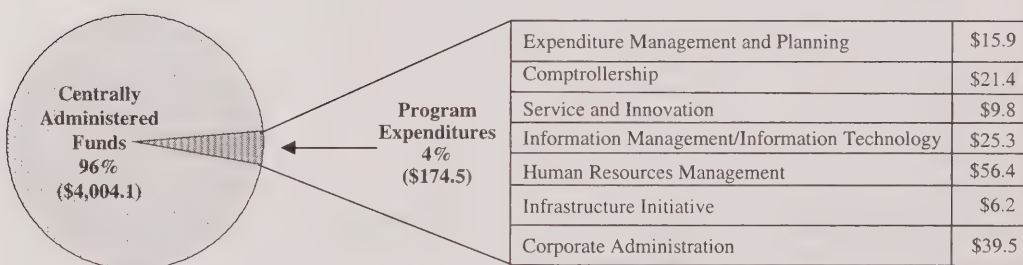 Centrally
Administered
Funds
96%
($4,004.1)
Program
Expenditures
4%
($174.5)
Expenditure Management and Planning $15.9
Comptrollership $21.4
Service and Innovation $9.8
Information Management/Information Technology $25.3
Human Resources Management $56.4
Infrastructure Initiative $6.2
Corporate Administration $39.5